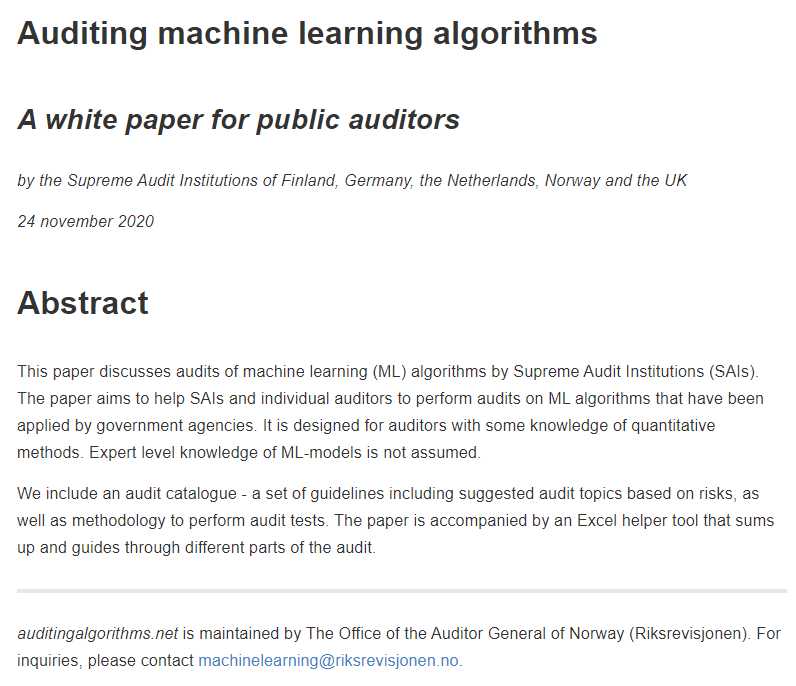 Auditing machine learning algorithms
A white paper for public auditors
by the Supreme Audit Institutions of Finland, Germany, the Netherlands, Norway and the UK
24 november 2020
Abstract
This paper discusses audits of machine learning (ML) algorithms by Supreme Audit Institutions (SAIs).
The paper aims to help SAIs and individual auditors to perform audits on ML algorithms that have been
applied by government agencies. It is designed for auditors with some knowledge of quantitative
methods. Expert level knowledge of ML-models is not assumed.
We include an audit catalogue - a set of guidelines including suggested audit topics based on risks, as
well as methodology to perform audit tests. The paper is accompanied by an Excel helper tool that sums
up and guides through different parts of the audit.
auditingalgorithms.net is maintained by The Office of the Auditor General of Norway (Riksrevisjonen). For
inquiries, please contact machinelearning@riksrevisjonen.no.